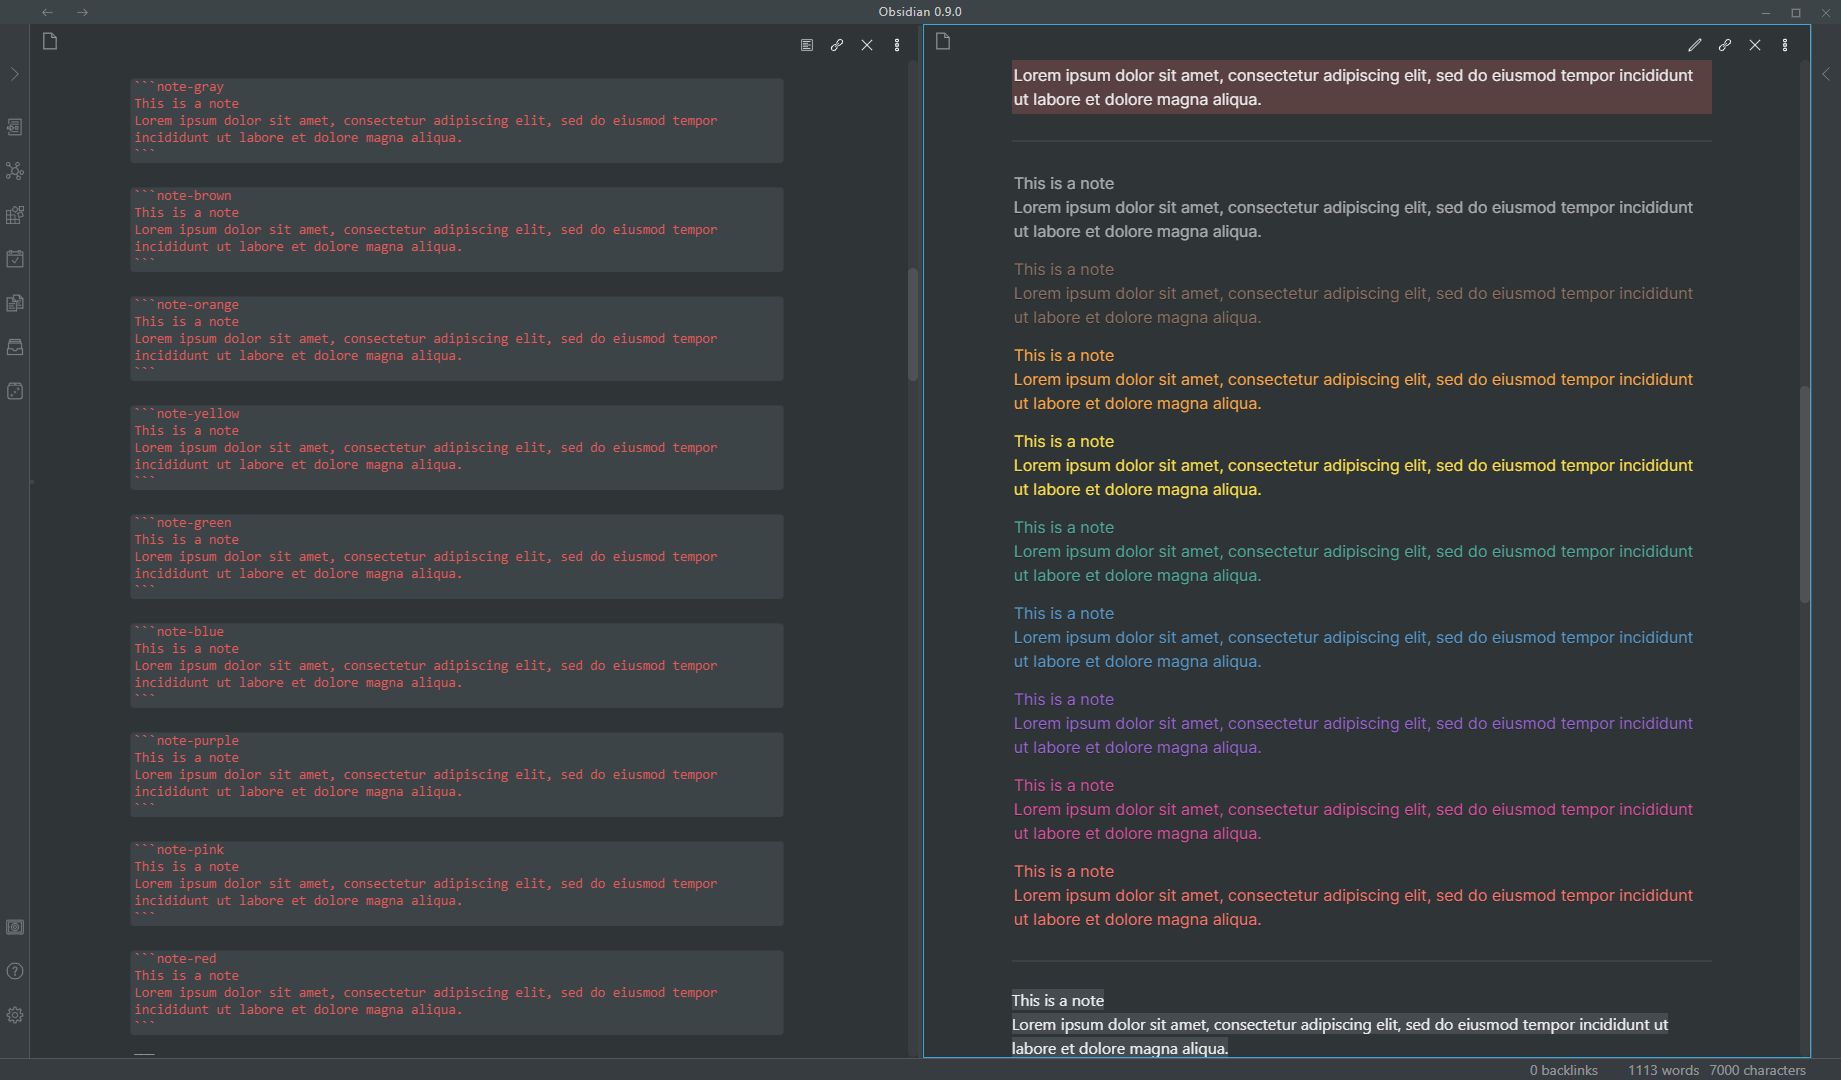 Obsidian 0.9.0
```note-gray
This is a note
Lorem ipsum dolor sit amet, consectetur adipiscing elit, sed do eiusmod tempor
incididunt ut labore et dolore magna aliqua.
```
```note-brown
This is a note
Lorem ipsum dolor sit amet, consectetur adipiscing elit, sed do eiusmod tempor
incididunt ut labore et dolore magna aliqua.
```
```note-orange
This is a note
Lorem ipsum dolor sit amet, consectetur adipiscing elit, sed do eiusmod tempor
incididunt ut labore et dolore magna aliqua.
```
```note-yellow
This is a note
Lorem ipsum dolor sit amet, consectetur adipiscing elit, sed do eiusmod tempor
incididunt ut labore et dolore magna aliqua.
```
```note-green
This is a note
Lorem ipsum dolor sit amet, consectetur adipiscing elit, sed do eiusmod tempor
incididunt ut labore et dolore magna aliqua.
```
```note-blue
This is a note
Lorem ipsum dolor sit amet, consectetur adipiscing elit, sed do eiusmod tempor
incididunt ut labore et dolore magna aliqua.
```
```note-purple
This is a note
Lorem ipsum dolor sit amet, consectetur adipiscing elit, sed do eiusmod tempor
incididunt ut labore et dolore magna aliqua.
```
```note-pink
This is a note
Lorem ipsum dolor sit amet, consectetur adipiscing elit, sed do eiusmod tempor
incididunt ut labore et dolore magna aliqua.
```
```note-red
This is a note
Lorem ipsum dolor sit amet, consectetur adipiscing elit, sed do eiusmod tempor
incididunt ut labore et dolore magna aliqua.
```
Lorem ipsum dolor sit amet, consectetur adipiscing elit, sed do eiusmod tempor incididunt
ut labore et dolore magna aliqua.
This is a note
Lorem ipsum dolor sit amet, consectetur adipiscing elit, sed do eiusmod tempor incididunt
ut labore et dolore magna aliqua.
This is a note
Lorem ipsum dolor sit amet, consectetur adipiscing elit, sed do eiusmod tempor incididunt
ut labore et dolore magna aliqua.
This is a note
Lorem ipsum dolor sit amet, consectetur adipiscing elit, sed do eiusmod tempor incididunt
ut labore et dolore magna aliqua.
This is a note
Lorem ipsum dolor sit amet, consectetur adipiscing elit, sed do eiusmod tempor incididunt
ut labore et dolore magna aliqua.
This is a note
Lorem ipsum dolor sit amet, consectetur adipiscing elit, sed do eiusmod tempor incididunt
ut labore et dolore magna aliqua.
This is a note
Lorem ipsum dolor sit amet, consectetur adipiscing elit, sed do eiusmod tempor incididunt
ut labore et dolore magna aliqua.
This is a note
Lorem ipsum dolor sit amet, consectetur adipiscing elit, sed do eiusmod tempor incididunt
ut labore et dolore magna aliqua.
This is a note
Lorem ipsum dolor sit amet, consectetur adipiscing elit, sed do eiusmod tempor incididunt
ut labore et dolore magna aliqua.
This is a note
Lorem ipsum dolor sit amet, consectetur adipiscing elit, sed do eiusmod tempor incididunt
ut labore et dolore magna aliqua.
This is a note
Lorem ipsum dolor sit amet, consectetur adipiscing elit, sed do eiusmod tempor incididunt ut
labore et dolore magna aliqua.
0 backlinks 1113 words 7000 characters